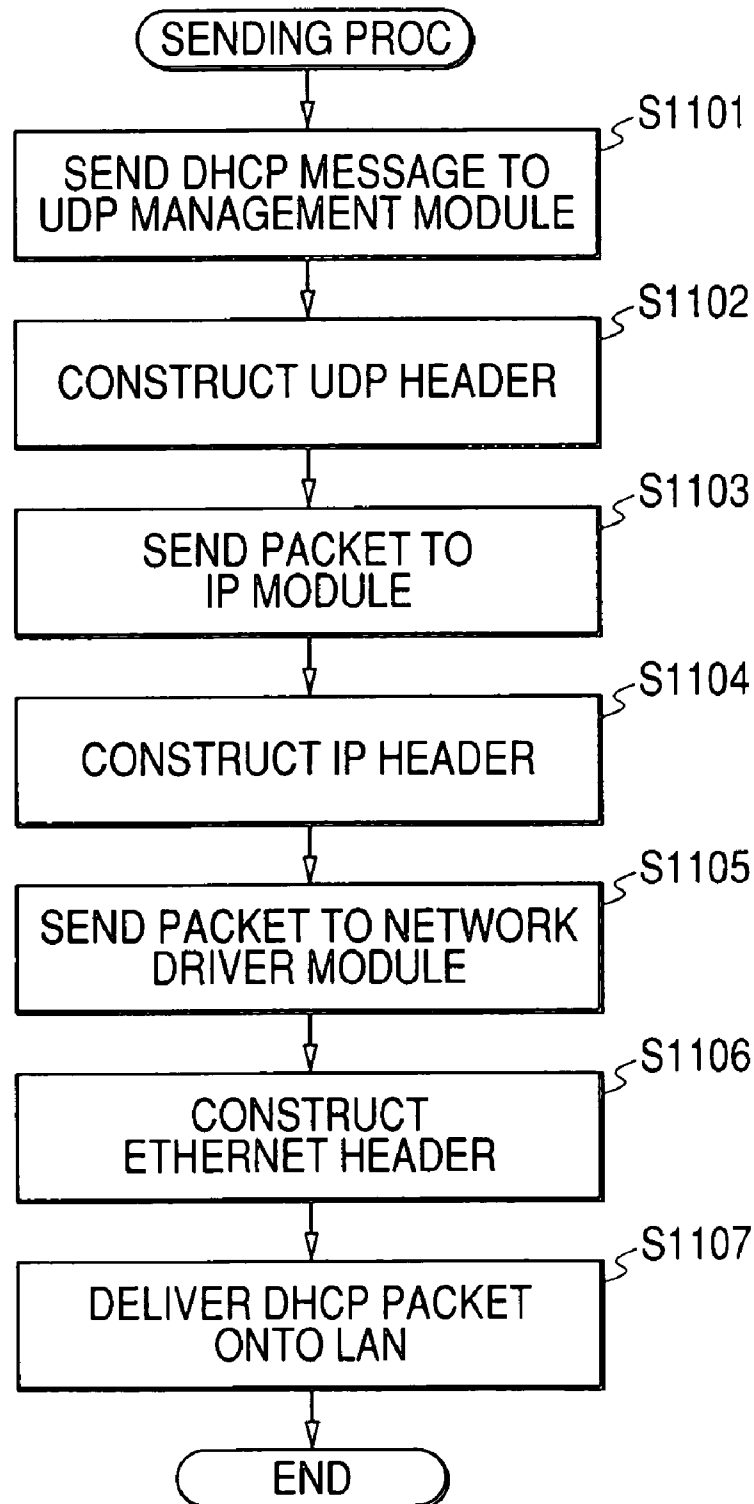 SENDING PROC
S1101
SEND DHCP MESSAGE TO
UDP MANAGEMENT MODULE
S1102
CONSTRUCT UDP HEADER
S1103
SEND PACKET TO
IP MODULE
S1104
CONSTRUCT IP HEADER
S1105
SEND PACKET TO NETWORK
DRIVER MODULE
S1106
CONSTRUCT
ETHERNET HEADER
S1107
DELIVER DHCP PACKET
ONTO LAN
END